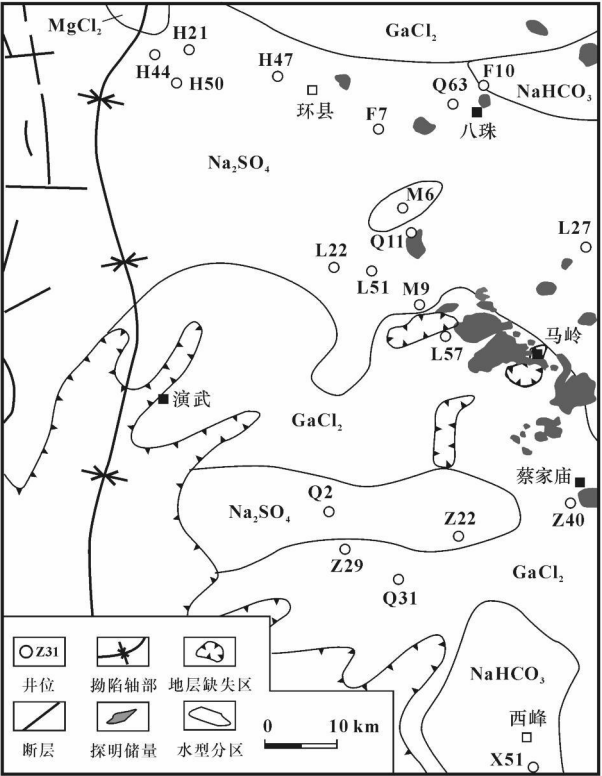 MgCl₂
H21
GaCl₂
H44
H50
H47
环县
F10
Q63
NaHCO₃
八珠
F7
Na₂SO₄
M6
Q11
L27
L22
L51
M9
马岭
L57
演武
GaCl₂
蔡家庙
Q2
Na₂SO₄
Z22
Z40
Z29
GaCl₂
Q31
Z31
井位
拗陷轴部
地层缺失区
断层
探明储量
水型分区
0 10 km
NaHCO₃
西峰
X51